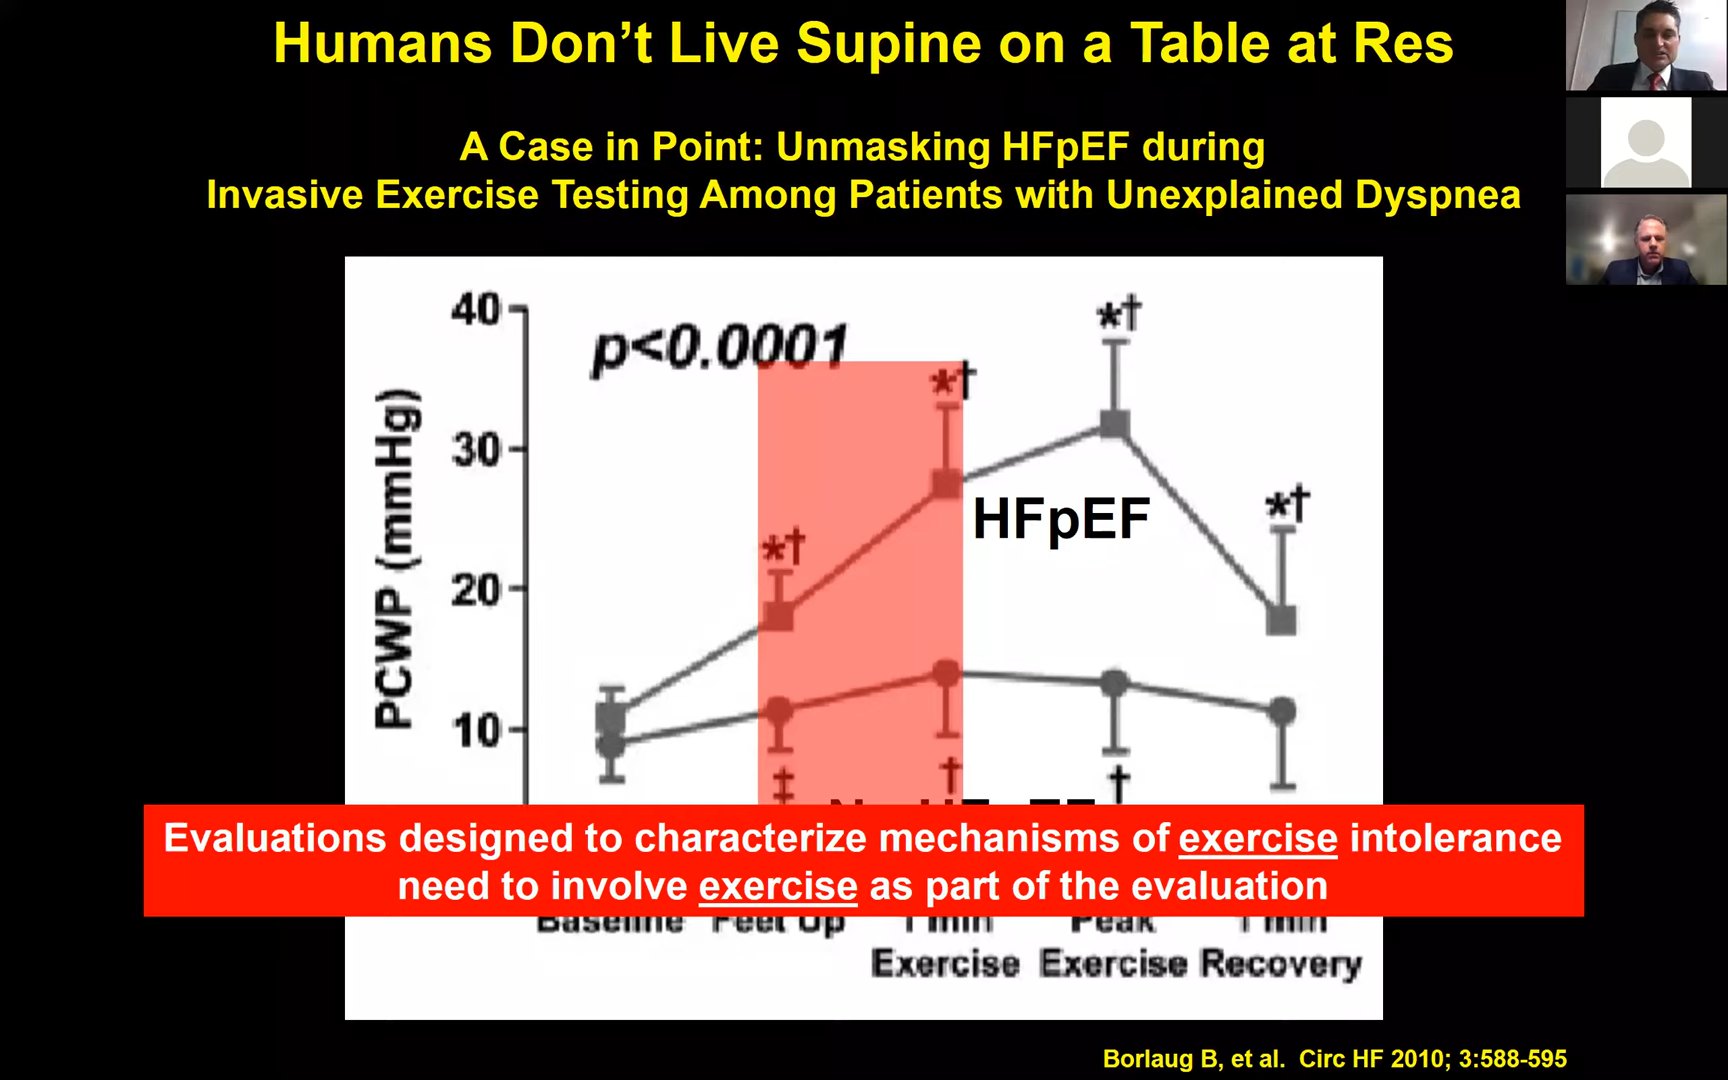 Humans Don't Live Supine on a Table at Res
A Case in Point: Unmasking HFpEF during
Invasive Exercise Testing Among Patients with Unexplained Dyspnea
40
p<0.0001
*†
*†
30
HFpEF
*†
*†
20
PCWP (mmHg)
10
‡
†
†
Evaluations designed to characterize mechanisms of exercise intolerance
need to involve exercise as part of the evaluation
Baseline Feet Up 1 min Peak 1 min
Exercise Exercise Recovery
Borlaug B, et al. Circ HF 2010; 3:588-595